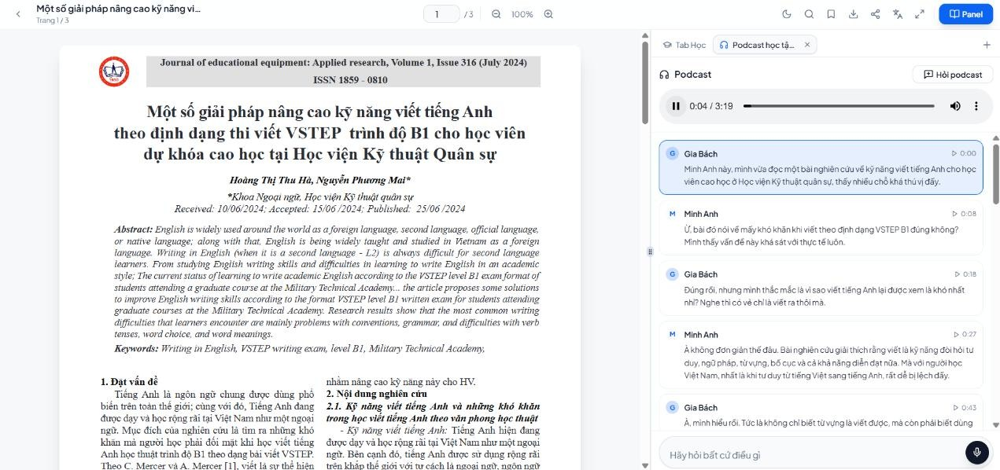 Một số giải pháp nâng cao kỹ năng vi...
Trang 1 / 3
1 / 3
100%
Panel
Journal of educational equipment: Applied research, Volume 1, Issue 316 (July 2024)
ISSN 1859 - 0810
Một số giải pháp nâng cao kỹ năng viết tiếng Anh
theo định dạng thi viết VSTEP trình độ B1 cho học viên
dự khóa cao học tại Học viện Kỹ thuật Quân sự
Hoàng Thị Thu Hà, Nguyễn Phương Mai*
*Khoa Ngoại ngữ, Học viện Kỹ thuật quân sự
Received: 10/06/2024; Accepted: 15/06 /2024; Published: 25/06 /2024
Abstract: English is widely used around the world as a foreign language, second language, official language,
or native language; along with that, English is being widely taught and studied in Vietnam as a foreign
language. Writing in English (when it is a second language - L2) is always difficult for second language
learners. From studying English writing skills and difficulties in learning to write English in an academic
style; The current status of learning to write academic English according to the VSTEP level B1 exam format of
students attending a graduate course at the Military Technical Academy... the article proposes some solutions
to improve English writing skills according to the format VSTEP level B1 written exam for students attending
graduate courses at the Military Technical Academy. Research results show that the most common writing
difficulties that learners encounter are mainly problems with conventions, grammar, and difficulties with verb
tenses, word choice, and word meanings.
Keywords: Writing in English, VSTEP writing exam, level B1, Military Technical Academy,
1. Đặt vấn đề
Tiếng Anh là ngôn ngữ chung được dùng phổ
biến trên toàn thế giới; cùng với đó, Tiếng Anh đang
được dạy và học rộng rãi tại Việt Nam như một ngoại
ngữ. Mục đích của nghiên cứu là tìm ra những khó
khăn mà người học phải đối mặt khi học viết tiếng
Anh học thuật trình độ B1 theo dạng bài viết VSTEP.
Theo C. Mercer và A. Mercer [1], viết là sự thể hiện
nhằm nâng cao kỹ năng này cho HV.
2. Nội dung nghiên cứu
2.1. Kỹ năng viết tiếng Anh và những khó khăn
trong học viết tiếng Anh theo văn phong học thuật
- Kỹ năng viết tiếng Anh: Tiếng Anh hiện đang
được dạy và học rộng rãi tại Việt Nam như một ngoại
ngữ. Bên cạnh đó, tiếng Anh được sử dụng rộng rãi
trên khắp thế giới với tư cách là ngoại ngữ, ngôn ngữ
Tab Học
Podcast học tậ...
Podcast
Hỏi podcast
0:04 / 3:19
G Gia Bách 0:00
Minh Anh này, mình vừa đọc một bài nghiên cứu về kỹ năng viết tiếng Anh cho học
viên cao học ở Học viện Kỹ thuật quân sự, thấy nhiều chỗ khá thú vị đấy.
M Minh Anh 0:08
Ừ, bài đó nói về mấy khó khăn khi viết theo định dạng VSTEP B1 đúng không?
Mình thấy vấn đề này khá sát với thực tế luôn.
G Gia Bách 0:18
Đúng rồi, nhưng mình thắc mắc là vì sao viết tiếng Anh lại được xem là khó nhất
nhỉ? Nghe thì có vẻ chỉ là viết ra thôi mà.
M Minh Anh 0:27
À không đơn giản thế đâu. Bài nghiên cứu giải thích rằng viết là kỹ năng đòi hỏi tư
duy, ngữ pháp, từ vựng, bố cục và cả khả năng diễn đạt nữa. Mà với người học
Việt Nam, nhất là khi tư duy từ tiếng Việt sang tiếng Anh, rất dễ bị lệch đấy.
G Gia Bách 0:43
À, mình hiểu rồi. Tức là không chỉ biết từ vựng là viết được, mà còn phải biết dùng
Hãy hỏi bất cứ điều gì